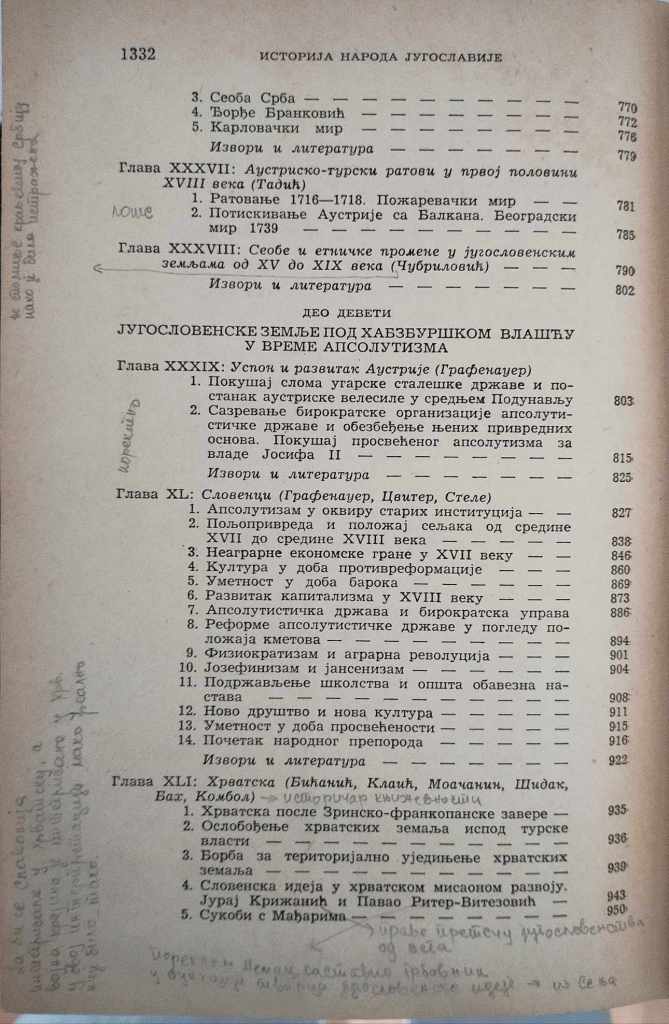 1332 ИСТОРИЈА НАРОДА ЈУГОСЛАВИЈЕ
3. Сеоба Срба — — — — — — — — — 770
4. Ђорђе Бранковић — — — — — — — 772
5. Карловачки мир — — — — — — — 776
Извори и литература — — — — — — 779
Глава XXXVII: Аустриско-турски ратови у првој половини
XVIII века (Тадић)
1. Ратовање 1716—1718. Пожаревачки мир — — 781
2. Потискивање Аустрије са Балкана. Београдски
мир 1739 — — — — — — — — — 785
Глава XXXVIII: Сеобе и етничке промене у југословенским
земљама од XV до XIX века (Чубриловић) — — — 790
Извори и литература — — — — — — 802
ДЕО ДЕВЕТИ
ЈУГОСЛОВЕНСКЕ ЗЕМЉЕ ПОД ХАБЗБУРШКОМ ВЛАШЋУ
У ВРЕМЕ АПСОЛУТИЗМА
Глава XXXIX: Успон и развитак Аустрије (Графенауер)
1. Покушај слома угарске сталешке државе и по-
станак аустриске велесиле у средњем Подунављу 803
2. Сазревање бирократске организације апсолути-
стичке државе и обезбеђење њених привредних
основа. Покушај просвећеног апсолутизма за
владе Јосифа II — — — — — — — 815
Извори и литература — — — — — — 825
Глава XL: Словенци (Графенауер, Цвитер, Стеле)
1. Апсолутизам у оквиру старих институција — — 827
2. Пољопривреда и положај сељака од средине
XVII до средине XVIII века — — — — — 838
3. Неаграрне економске гране у XVII веку — — 846
4. Култура у доба противреформације — — — 860
5. Уметност у доба барока — — — — — — 869
6. Развитак капитализма у XVIII веку — — — 873
7. Апсолутистичка држава и бирократска управа 886
8. Реформе апсолутистичке државе у погледу по-
ложаја кметова — — — — — — — — 894
9. Физиократизам и аграрна револуција — — — 901
10. Јозефинизам и јансенизам — — — — — — 904
11. Подржављење школства и општа обавезна на-
става — — — — — — — — — — 908
12. Ново друштво и нова култура — — — — — 911
13. Уметност у доба просвећености — — — — — 915
14. Почетак народног препорода — — — — — 916
Извори и литература — — — — — — 922
Глава XLI: Хрватска (Бићанић, Клаић, Моачанин, Шидак,
Бах, Комбол) → историчар књижевности
1. Хрватска после Зринско-франкопанске завере — 935
2. Ослобођење хрватских земаља испод турске
власти — — — — — — — — — — 936
3. Борба за територијално уједињење хрватских
земаља — — — — — — — — — — 939
4. Словенска идеја у хрватском мисаоном развоју.
Јурај Крижанић и Павао Ритер-Витезовић — 943
5. Сукоби с Мађарима — — — — — — — 950
од
пореклом
лоше